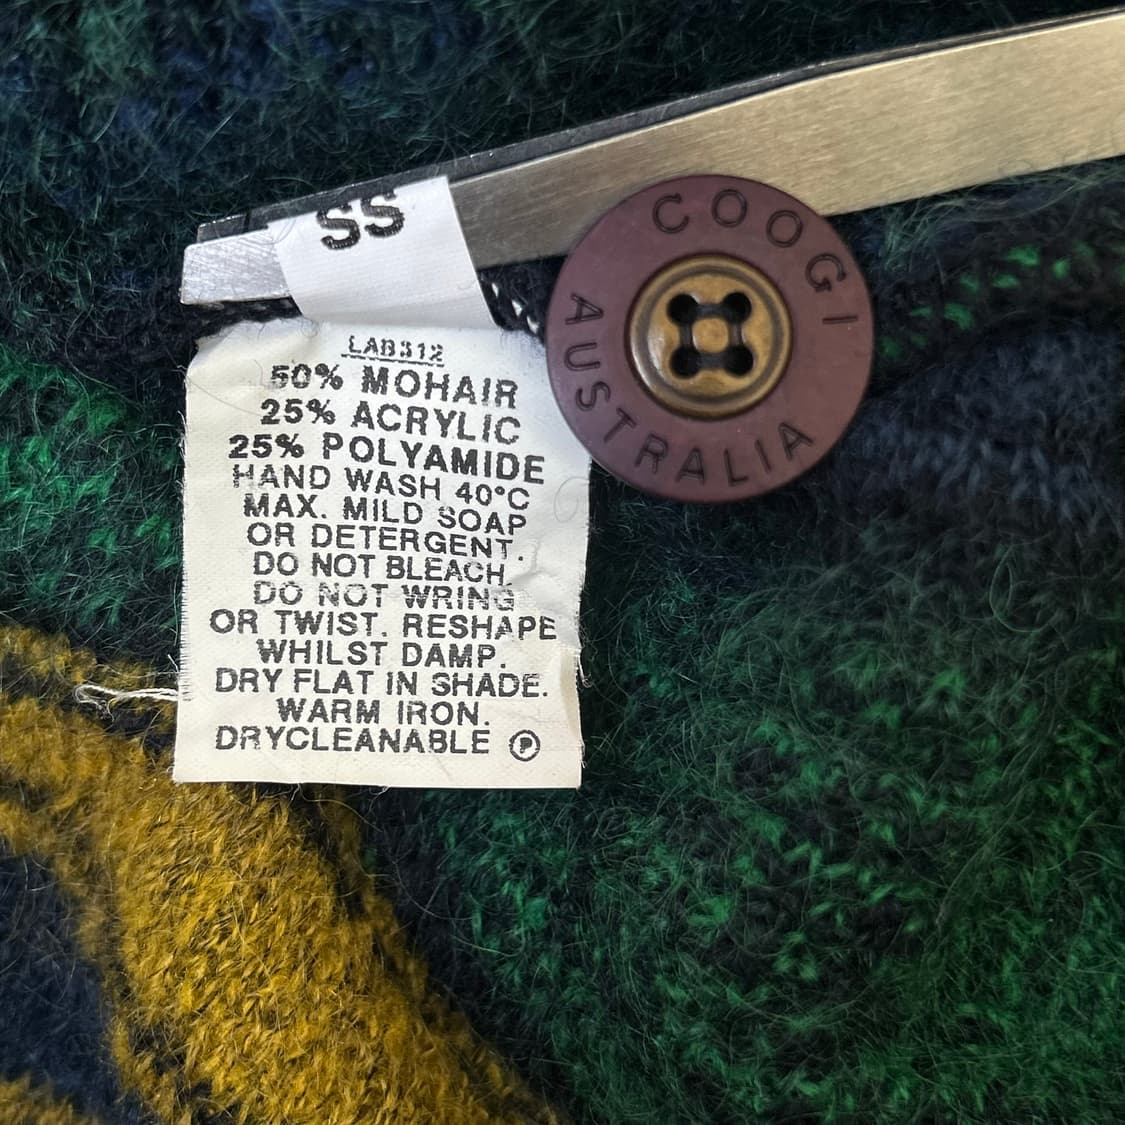 SS
LAB312
50% MOHAIR
25% ACRYLIC
25% POLYAMIDE
HAND WASH 40°C
MAX. MILD SOAP
OR DETERGENT.
DO NOT BLEACH.
DO NOT WRING
OR TWIST. RESHAPE
WHILST DAMP.
DRY FLAT IN SHADE.
WARM IRON.
DRYCLEANABLE Ⓟ
COOGI
AUSTRALIA